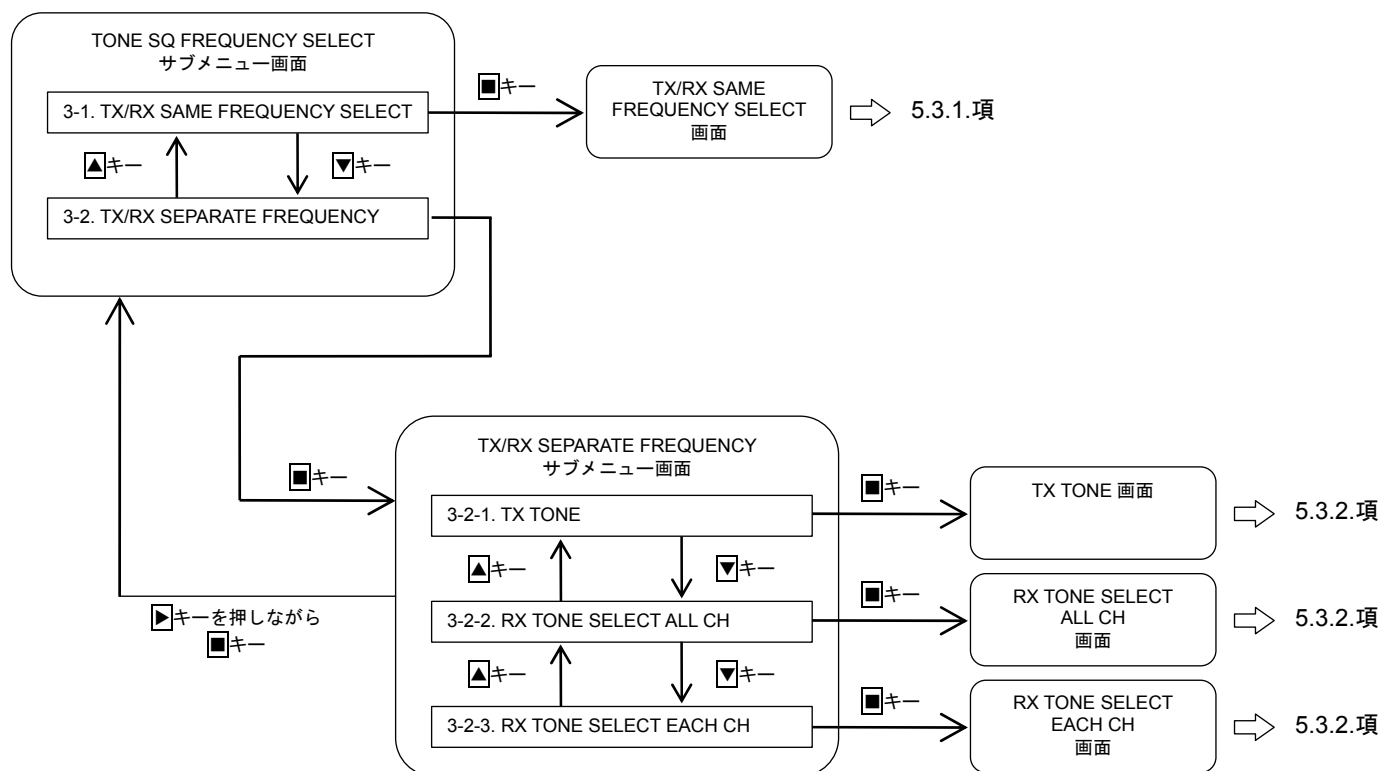 TONE SQ FREQUENCY SELECT
サブメニュー画面
3-1. TX/RX SAME FREQUENCY SELECT
▲キー
▼キー
3-2. TX/RX SEPARATE FREQUENCY
■キー
TX/RX SAME
FREQUENCY SELECT
画面
5.3.1.項
■キー
TX/RX SEPARATE FREQUENCY
サブメニュー画面
3-2-1. TX TONE
▲キー
▼キー
3-2-2. RX TONE SELECT ALL CH
▲キー
▼キー
3-2-3. RX TONE SELECT EACH CH
■キー
TX TONE 画面
5.3.2.項
■キー
RX TONE SELECT
ALL CH
画面
5.3.2.項
■キー
RX TONE SELECT
EACH CH
画面
5.3.2.項
▶キーを押しながら
■キー